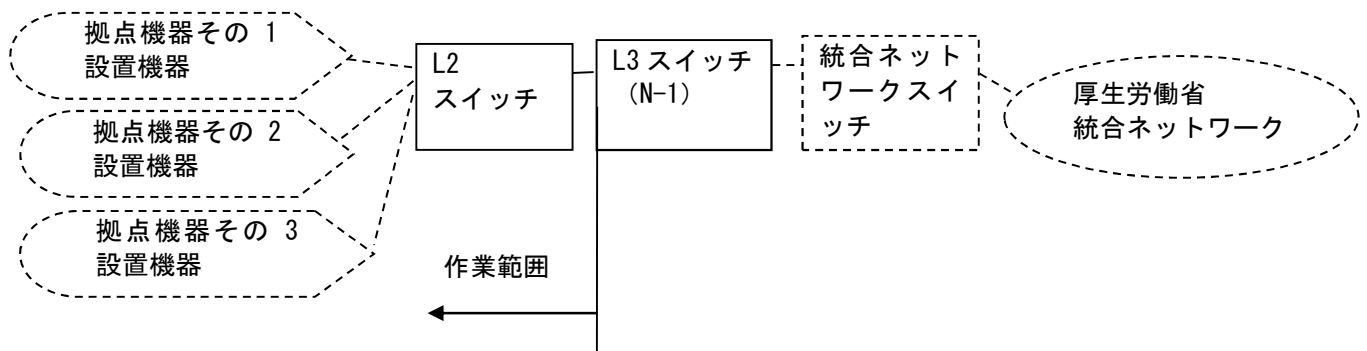 拠点機器その 1
設置機器
拠点機器その 2
設置機器
拠点機器その 3
設置機器
L2
スイッチ
L3 スイッチ
（N-1）
統合ネット
ワークスイ
ッチ
厚生労働省
統合ネットワーク
作業範囲